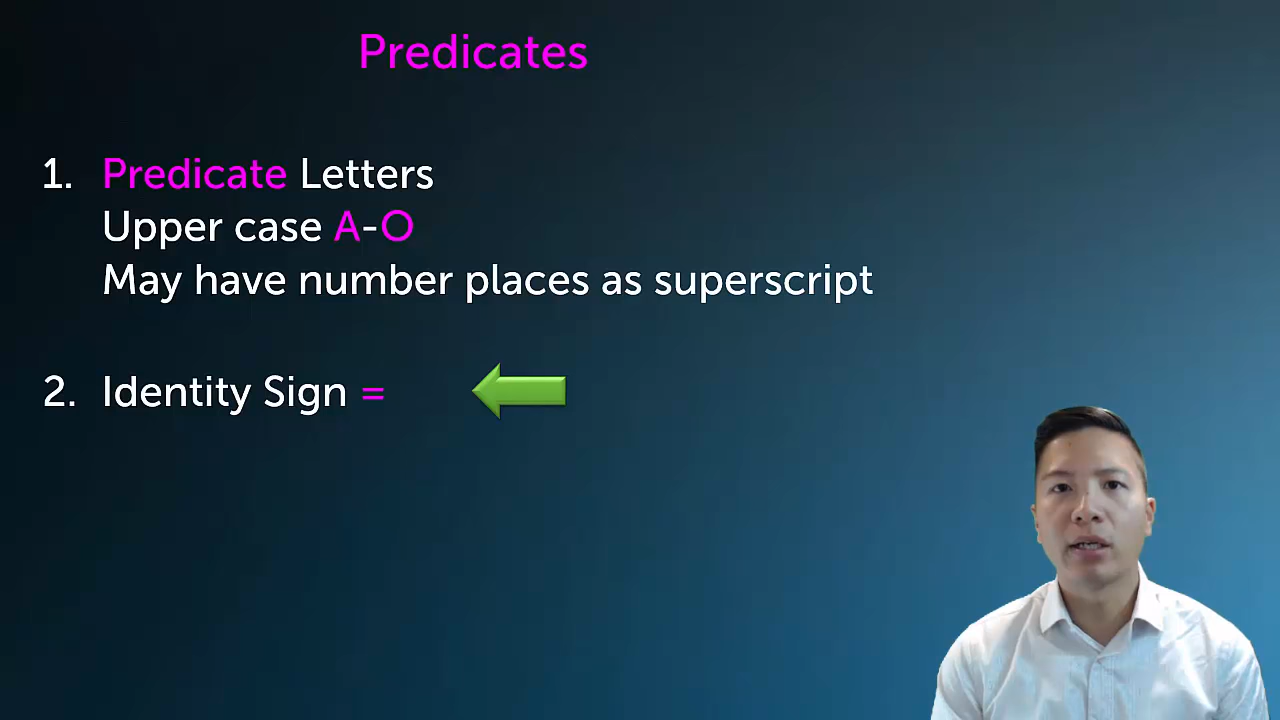 Predicates
1. Predicate Letters
Upper case A-O
May have number places as superscript
2. Identity Sign =